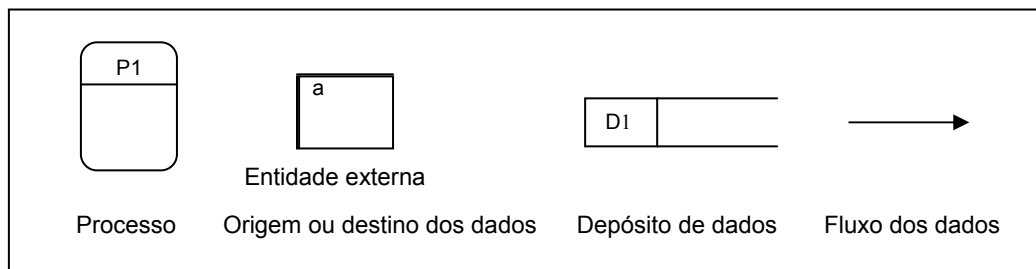 P1
a
D1
Entidade externa
Processo
Origem ou destino dos dados
Depósito de dados
Fluxo dos dados